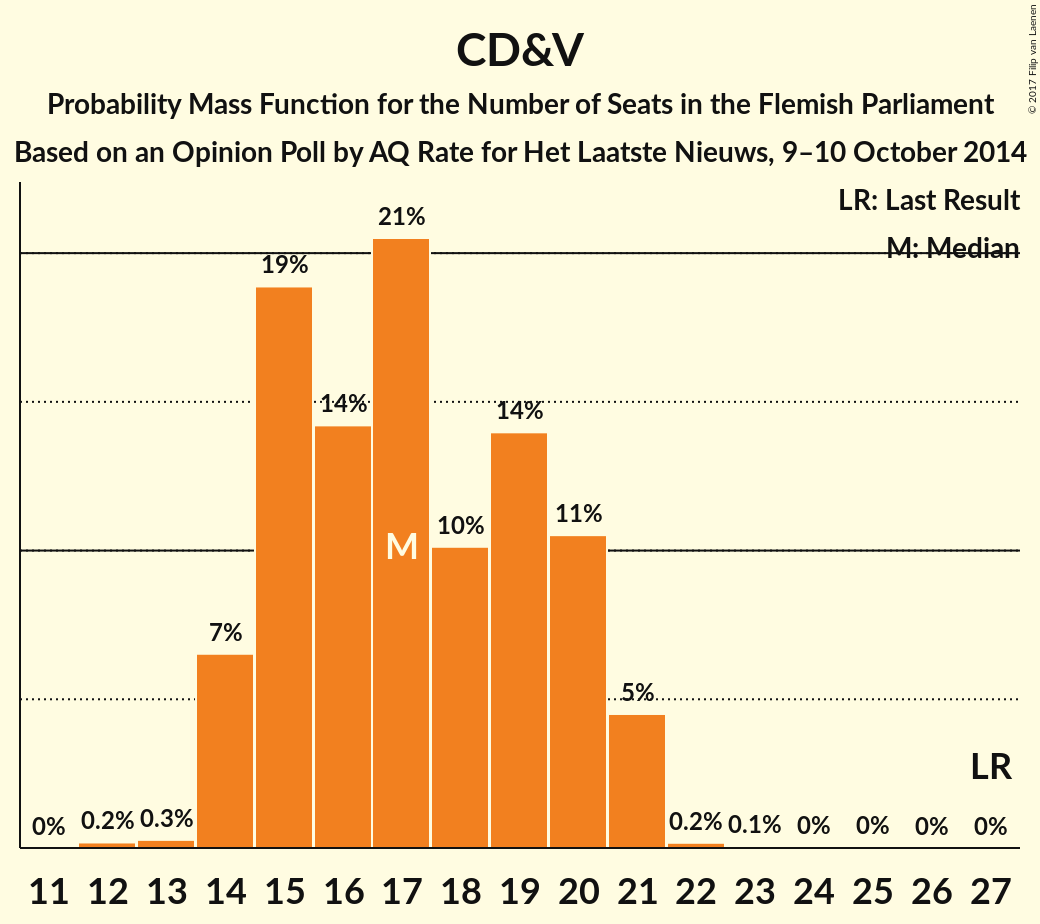 CD&V
Probability Mass Function for the Number of Seats in the Flemish Parliament
Based on an Opinion Poll by AQ Rate for Het Laatste Nieuws, 9–10 October 2014
© 2017 Filip van Laenen
LR: Last Result
M: Median
0%
0.2%
0.3%
7%
19%
14%
21%
10%
14%
11%
5%
0.2%
0.1%
0%
0%
0%
0%
M
LR
11 12 13 14 15 16 17 18 19 20 21 22 23 24 25 26 27